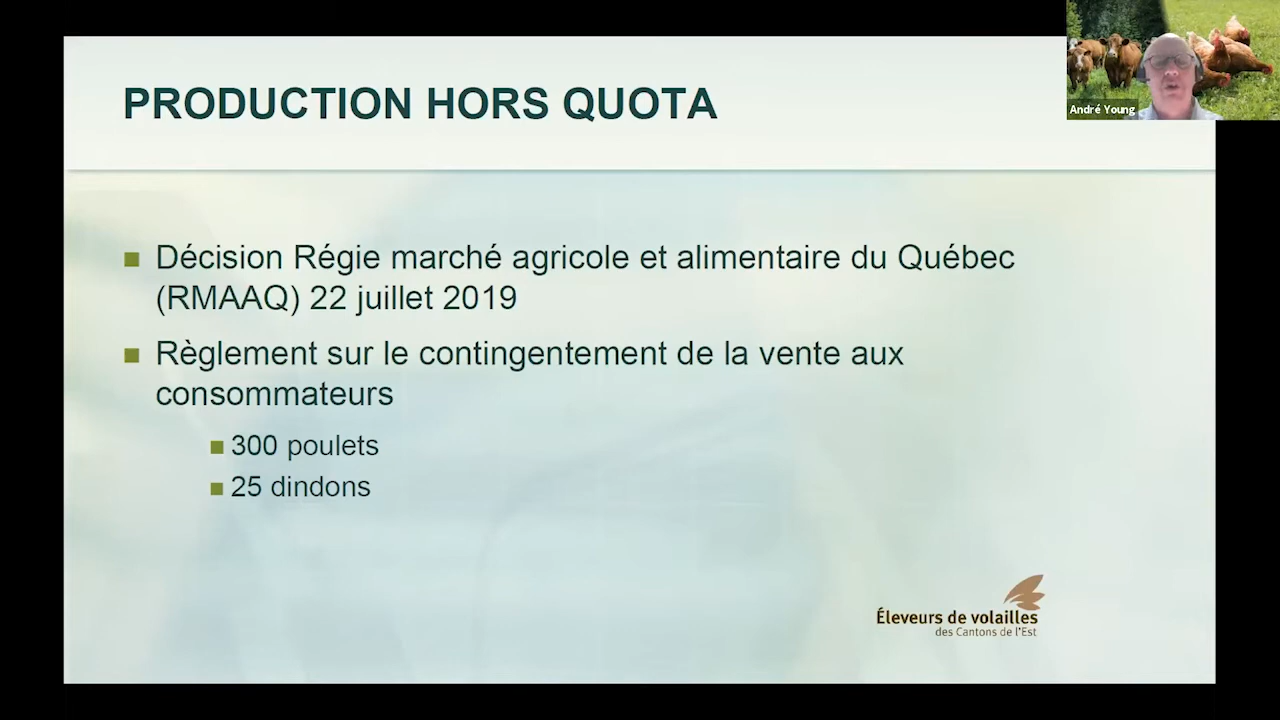 PRODUCTION HORS QUOTA
André Young
Décision Régie marché agricole et alimentaire du Québec
(RMAAQ) 22 juillet 2019
Règlement sur le contingentement de la vente aux
consommateurs
300 poulets
25 dindons
Éleveurs de volailles
des Cantons de l'Est